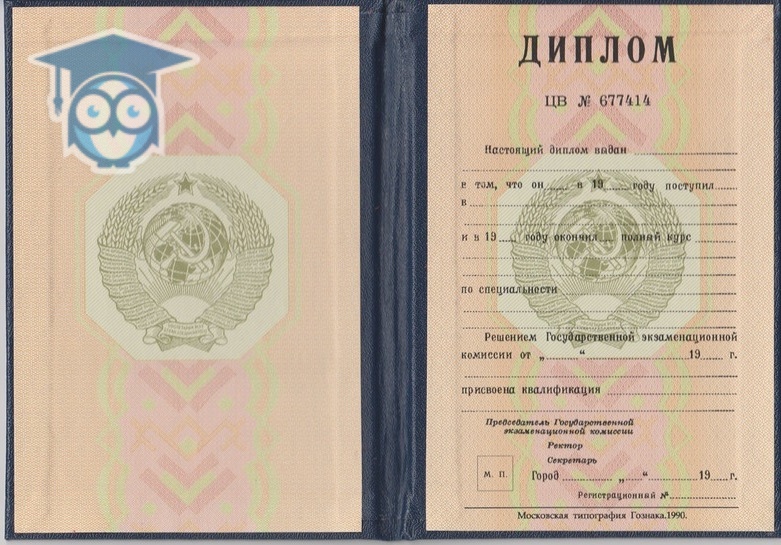 ДИПЛОМ
ЦВ № 677414
Настоящий диплом выдан
в том, что он в 19 году поступил
в
и в 19 году окончил полный курс
по специальности
Решением Государственной экзаменационной
комиссии от „ “ 19 г.
присвоена квалификация
Председатель Государственной
экзаменационной комиссии
Ректор
Секретарь
М. П.
Город „ “ 19 г.
Регистрационный №
Московская типография Гознака.1990.